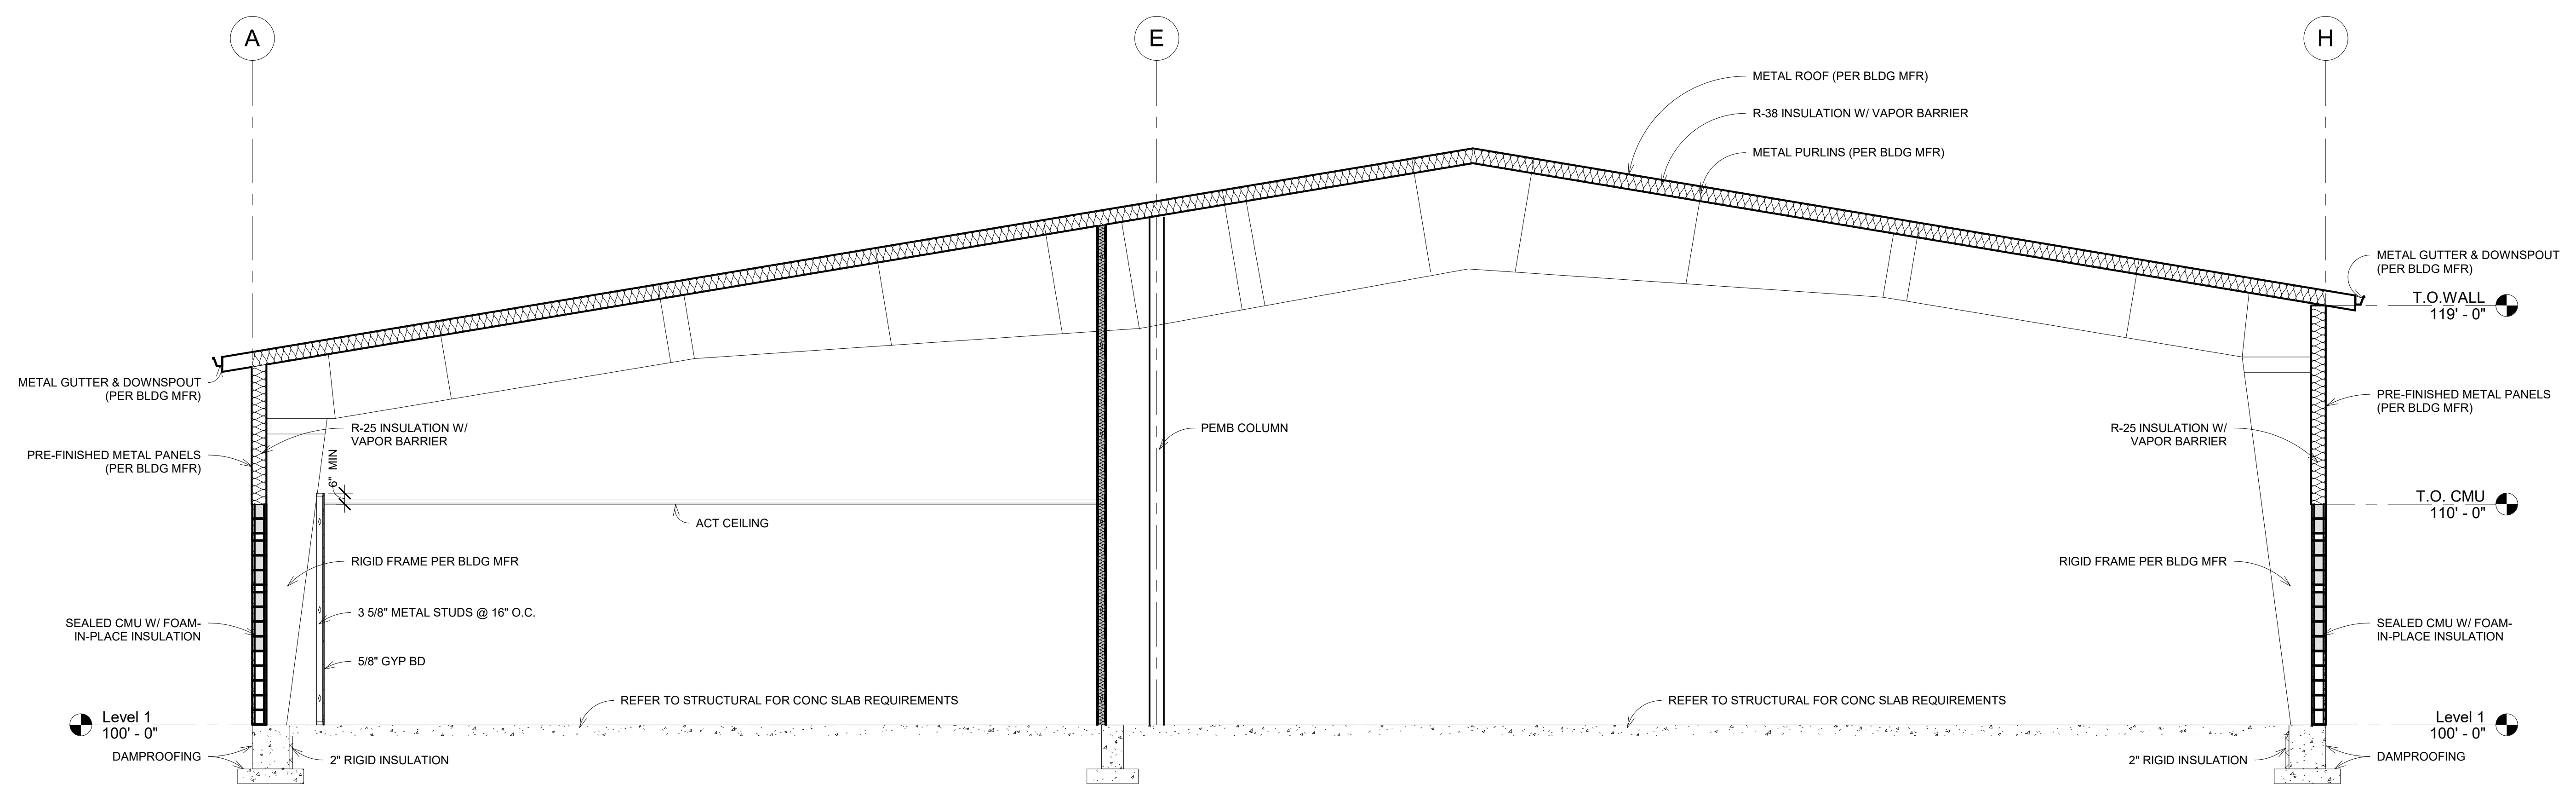 A
E
H
METAL ROOF (PER BLDG MFR)
R-38 INSULATION W/ VAPOR BARRIER
METAL PURLINS (PER BLDG MFR)
METAL GUTTER & DOWNSPOUT
(PER BLDG MFR)
T.O.WALL
119' - 0"
METAL GUTTER & DOWNSPOUT
(PER BLDG MFR)
PRE-FINISHED METAL PANELS
(PER BLDG MFR)
R-25 INSULATION W/
VAPOR BARRIER
PEMB COLUMN
R-25 INSULATION W/
VAPOR BARRIER
PRE-FINISHED METAL PANELS
(PER BLDG MFR)
6" MIN
T.O. CMU
110' - 0"
ACT CEILING
RIGID FRAME PER BLDG MFR
RIGID FRAME PER BLDG MFR
3 5/8" METAL STUDS @ 16" O.C.
SEALED CMU W/ FOAM-
IN-PLACE INSULATION
SEALED CMU W/ FOAM-
IN-PLACE INSULATION
5/8" GYP BD
REFER TO STRUCTURAL FOR CONC SLAB REQUIREMENTS
REFER TO STRUCTURAL FOR CONC SLAB REQUIREMENTS
Level 1
100' - 0"
Level 1
100' - 0"
DAMPROOFING
2" RIGID INSULATION
2" RIGID INSULATION
DAMPROOFING